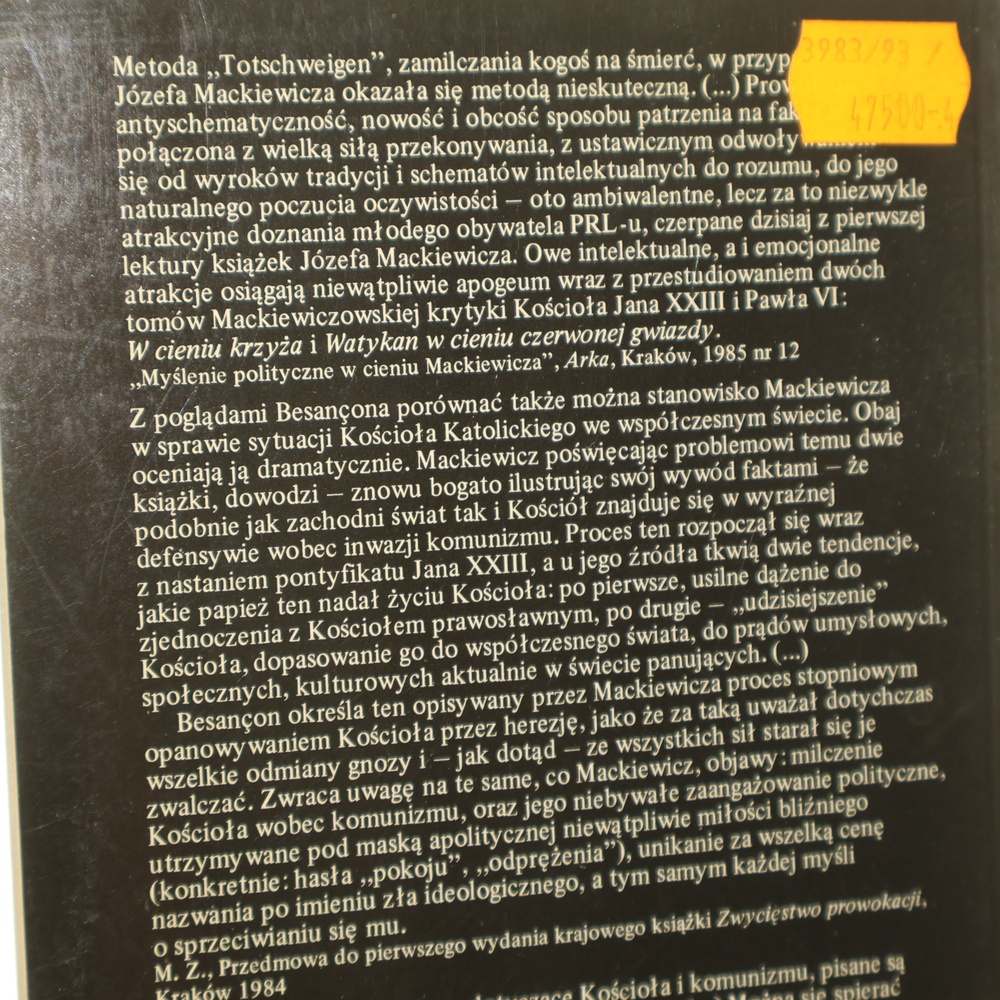 Metoda „Totschweigen”, zamilczania kogoś na śmierć, w przyp
Józefa Mackiewicza okazała się metodą nieskuteczną. (...)
antyschematyczność, nowość i obcość sposobu patrzenia na
połączona z wielką siłą przekonywania, z ustawicznym
się od wyroków tradycji i schematów intelektualnych do rozumu, do jego
naturalnego poczucia oczywistości – oto ambiwalentne, lecz za to niezwykle
atrakcyjne doznania młodego obywatela PRL-u, czerpane dzisiaj z pierwszej
lektury książek Józefa Mackiewicza. Owe intelektualne, a i emocjonalne
atrakcje osiągają niewątpliwie apogeum wraz z przestudiowaniem dwóch
tomów Mackiewiczowskiej krytyki Kościoła Jana XXIII i Pawła VI:
W cieniu krzyża i Watykan w cieniu czerwonej gwiazdy.
„Myślenie polityczne w cieniu Mackiewicza”, Arka, Kraków, 1985 nr 12
3983/93 /
47500-.4
Z poglądami Besançona porównać także można stanowisko Mackiewicza
w sprawie sytuacji Kościoła Katolickiego we współczesnym świecie. Obaj
oceniają ją dramatycznie. Mackiewicz poświęcając problemowi temu dwie
książki, dowodzi – znowu bogato ilustrując swój wywód faktami – że
podobnie jak zachodni świat tak i Kościół znajduje się w wyraźnej
defensywie wobec inwazji komunizmu. Proces ten rozpoczął się wraz
z nastaniem pontyfikatu Jana XXIII, a u jego źródła tkwią dwie tendencje,
jakie papież ten nadał życiu Kościoła: po pierwsze, usilne dążenie do
zjednoczenia z Kościołem prawosławnym, po drugie – „udzisiejszenie”
Kościoła, dopasowanie go do współczesnego świata, do prądów umysłowych,
społecznych, kulturowych aktualnie w świecie panujących. (...)
Besançon określa ten opisywany przez Mackiewicza proces stopniowym
opanowywaniem Kościoła przez herezję, jako że za taką uważał dotychczas
wszelkie odmiany gnozy i – jak dotąd – ze wszystkich sił starał się je
zwalczać. Zwraca uwagę na te same, co Mackiewicz, objawy: milczenie
Kościoła wobec komunizmu, oraz jego niebywałe zaangażowanie polityczne,
utrzymywane pod maską apolitycznej niewątpliwie miłości bliźniego
(konkretnie: hasła „pokoju”, „odprężenia”), unikanie za wszelką cenę
nazwania po imieniu zła ideologicznego, a tym samym każdej myśli
o sprzeciwianiu się mu.
M. Z., Przedmowa do pierwszego wydania krajowego książki Zwycięstwo prowokacji,
Kraków 1984
Kościoła i komunizmu, pisane są
Można się spierać